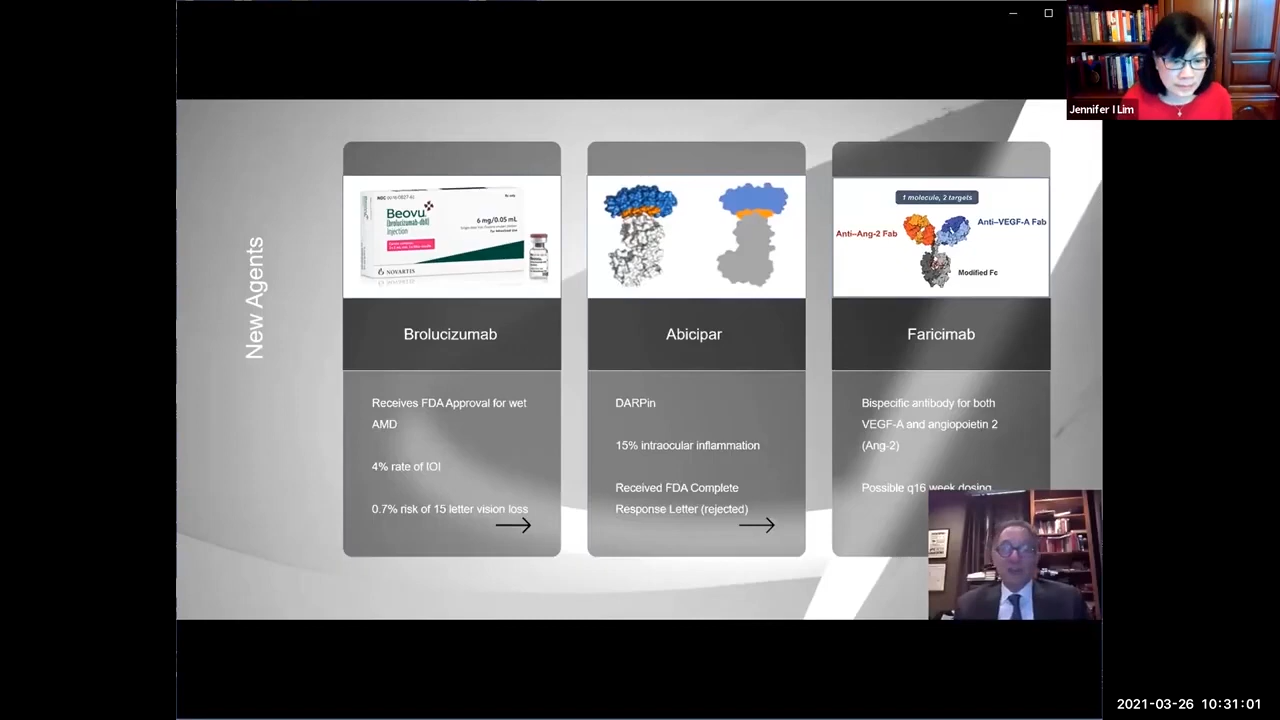 Jennifer I Lim
New Agents
Beovu
(brolucizumab-dbll)
Injection
6 mg/0.05 mL
NOVARTIS
1 molecule, 2 targets
Anti–Ang-2 Fab
Anti–VEGF-A Fab
Modified Fc
Brolucizumab
Abicipar
Faricimab
Receives FDA Approval for wet
AMD
4% rate of IOI
0.7% risk of 15 letter vision loss
DARPin
15% intraocular inflammation
Received FDA Complete
Response Letter (rejected)
Bispecific antibody for both
VEGF-A and angiopoietin 2
(Ang-2)
Possible q16 week dosing
2021-03-26 10:31:01